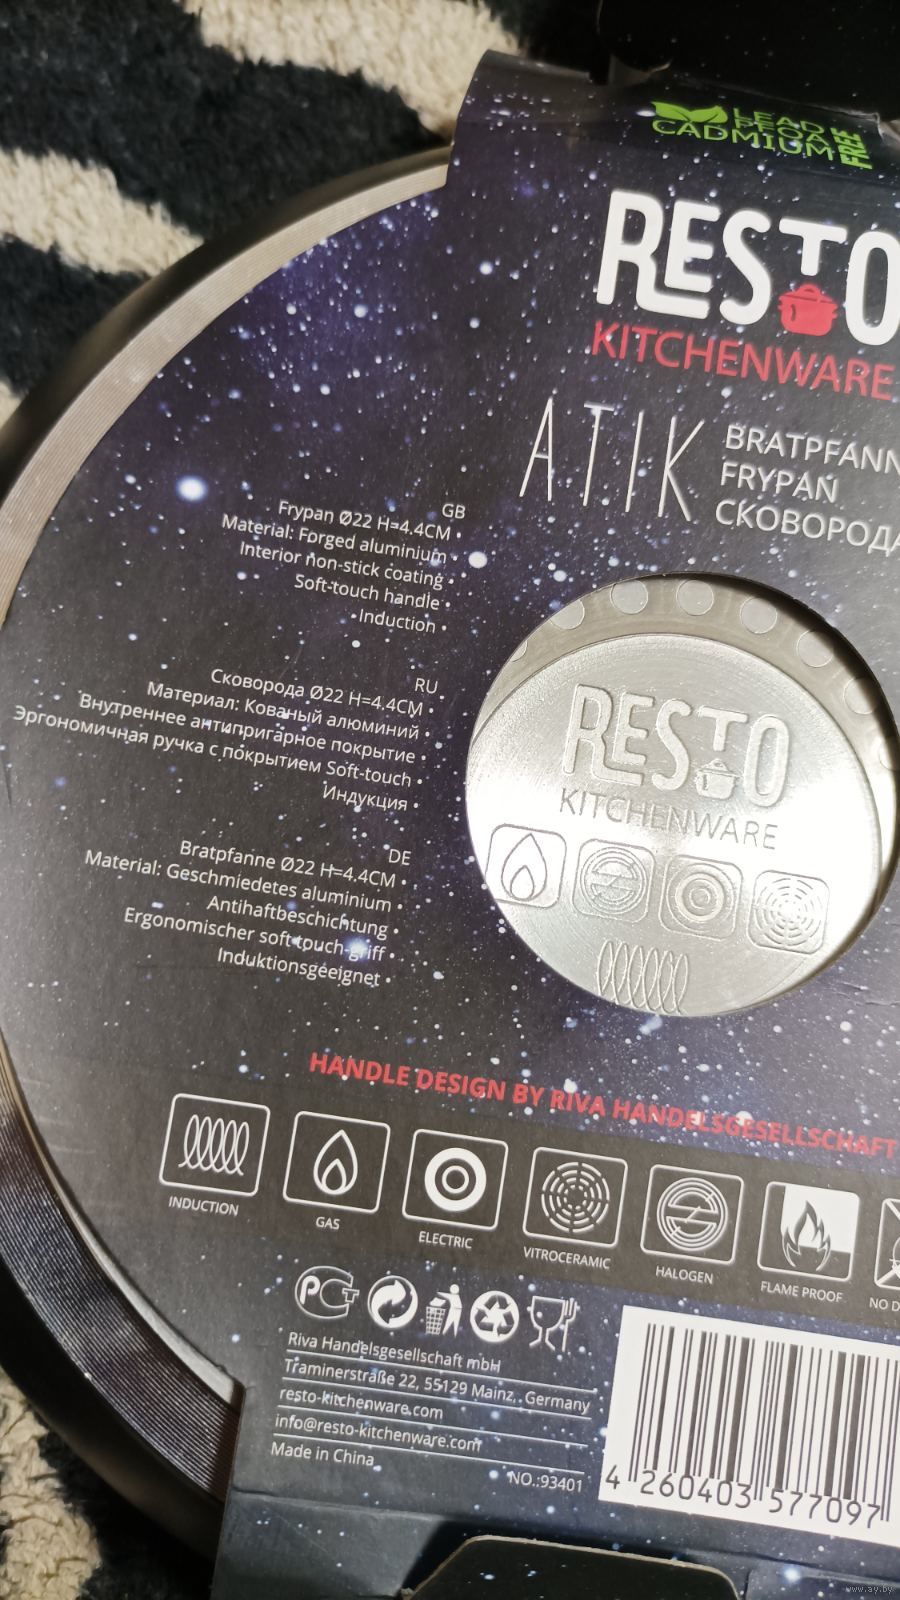 LEAD
PFOA
CADMIUM
FREE
RESTO
KITCHENWARE
ATIK
FRYPAN
GB
Frypan Ø22 H=4.4CM •
Material: Forged aluminium •
Interior non-stick coating •
Soft-touch handle •
Induction •
RU
Сковорода Ø22 H=4.4CM •
Материал: Кованый алюминий •
Внутреннее антипригарное покрытие •
Эргономичная ручка с покрытием Soft-touch •
Индукция •
DE
Bratpfanne Ø22 H=4.4CM •
Material: Geschmiedetes aluminium •
Antihaftbeschichtung •
Ergonomischer soft-touch-griff •
Induktionsgeeignet •
RESTO
KITCHENWARE
HANDLE DESIGN BY RIVA HANDELSGESELLSCHAFT
INDUCTION
GAS
ELECTRIC
VITROCERAMIC
HALOGEN
FLAME PROOF
NO
Riva Handelsgesellschaft mbH
Traminerstraße 22, 55129 Mainz, Germany
resto-kitchenware.com
info@resto-kitchenware.com
Made in China
NO.:93401
4 260403 577097
www.ay.by